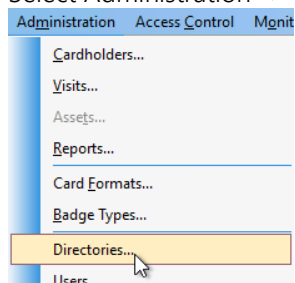 Select Administration
Administration Access Control Monit
Cardholders...
Visits...
Assets...
Reports...
Card Formats...
Badge Types...
Directories...
Users